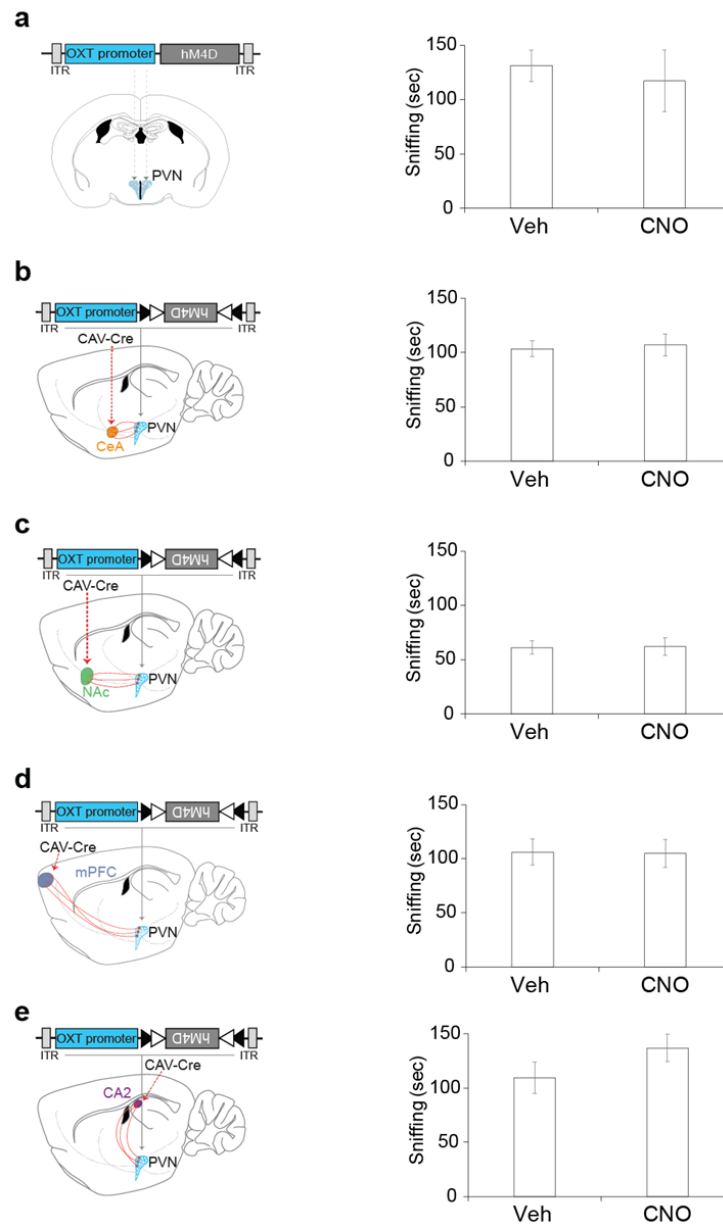 a
OXT promoter hM4D
ITR ITR
PVN
150
100
50
0
Sniffing (sec)
Veh CNO
b
OXT promoter hM4D
ITR ITR
CAV-Cre
PVN
CeA
150
100
50
0
Sniffing (sec)
Veh CNO
c
OXT promoter hM4D
ITR ITR
CAV-Cre
PVN
NAc
150
100
50
0
Sniffing (sec)
Veh CNO
d
OXT promoter hM4D
ITR ITR
CAV-Cre
mPFC
PVN
150
100
50
0
Sniffing (sec)
Veh CNO
e
OXT promoter hM4D
ITR ITR
CAV-Cre
CA2
PVN
150
100
50
0
Sniffing (sec)
Veh CNO